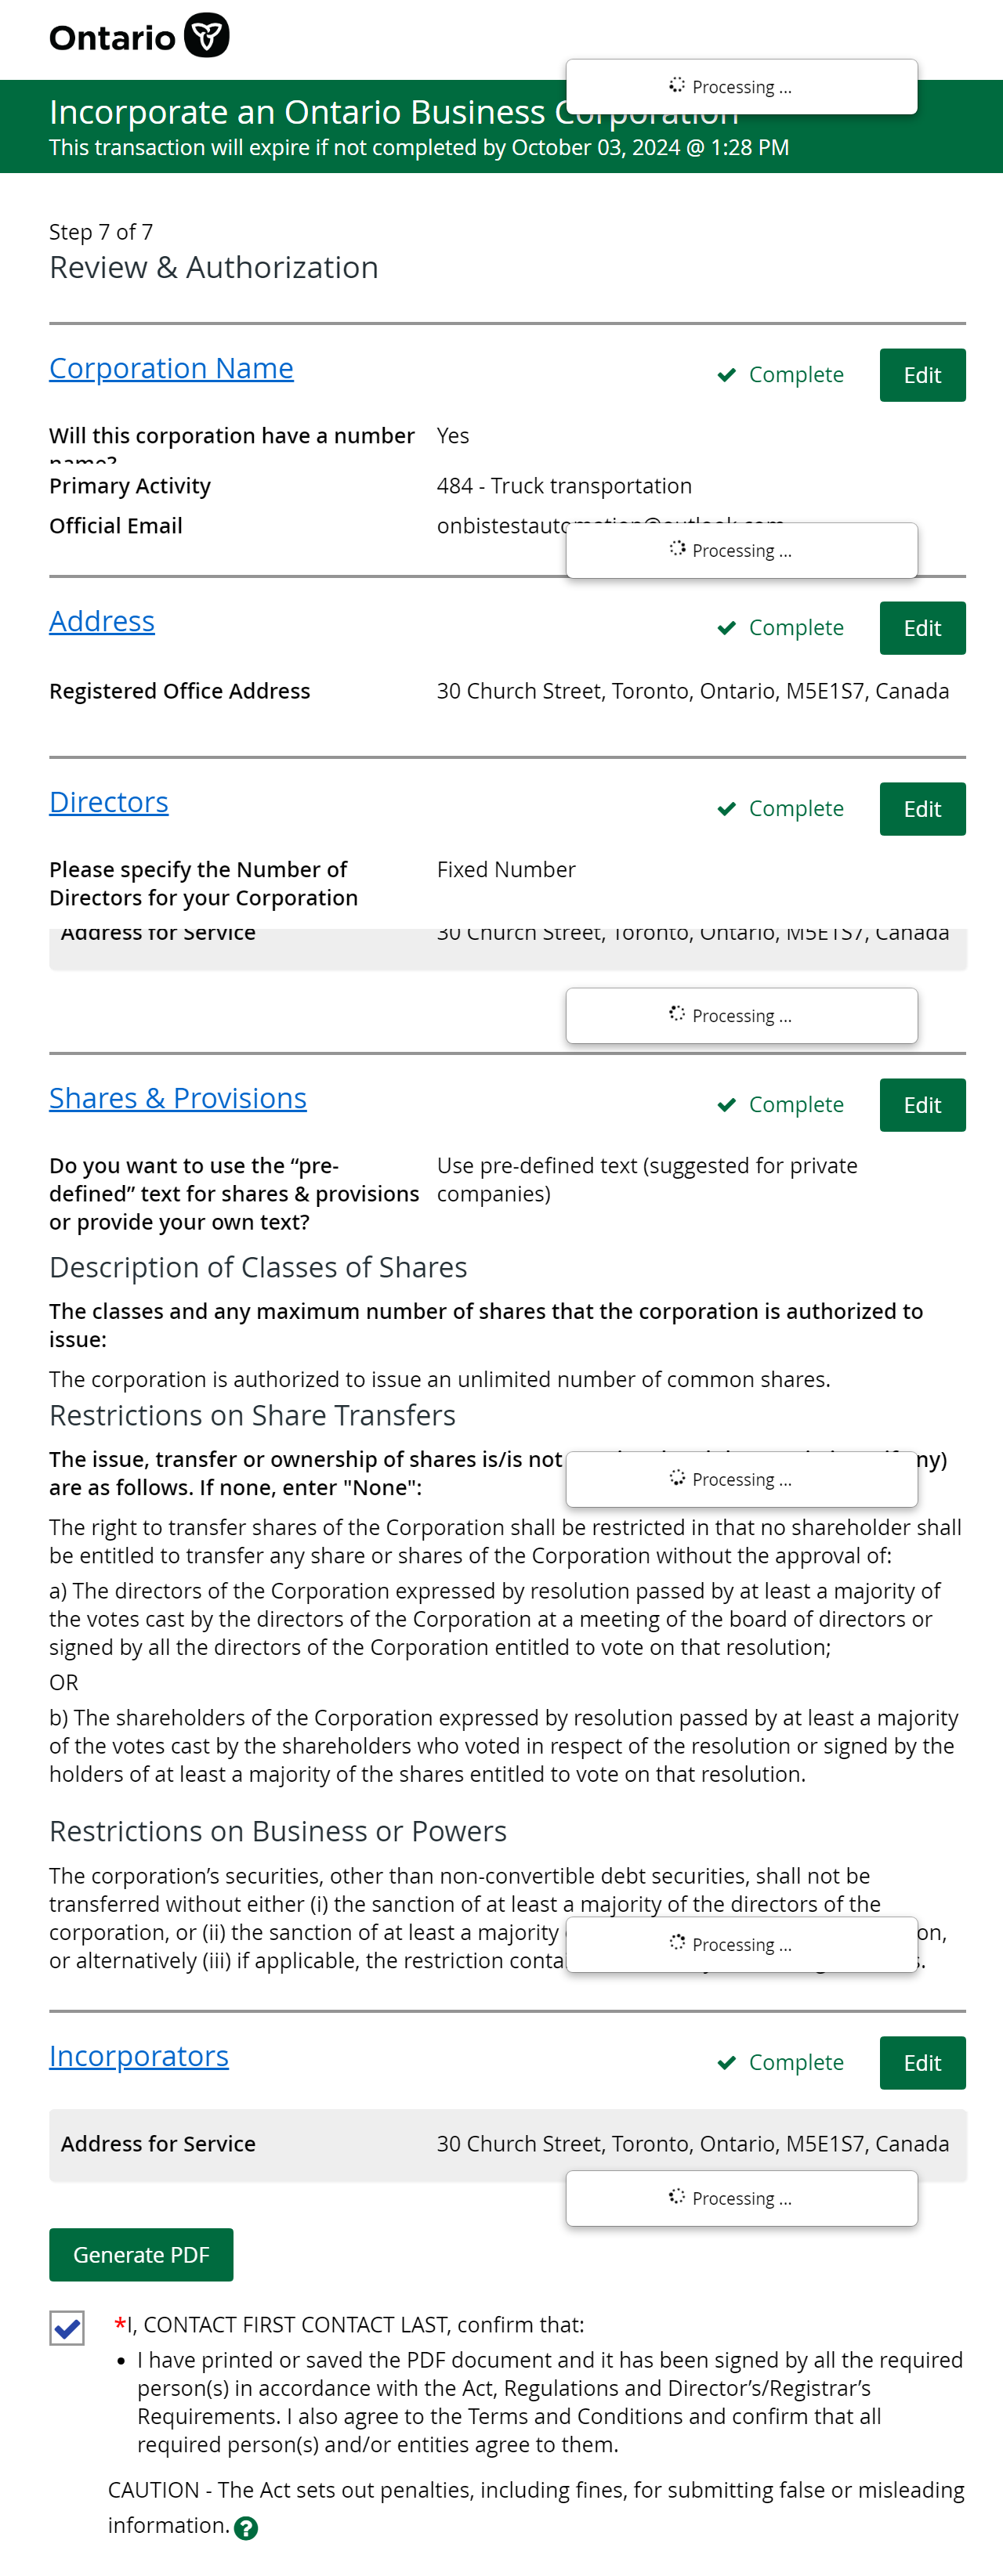 Ontario
Processing ...
Incorporate an Ontario Business Corporation
This transaction will expire if not completed by October 03, 2024 @ 1:28 PM
Step 7 of 7
Review & Authorization
Corporation Name
Complete
Edit
Will this corporation have a number
name?
Yes
Primary Activity
484 - Truck transportation
Official Email
onbistestautomation@outlook.com
Processing ...
Address
Complete
Edit
Registered Office Address
30 Church Street, Toronto, Ontario, M5E1S7, Canada
Directors
Complete
Edit
Please specify the Number of
Directors for your Corporation
Fixed Number
Address for Service
30 Church Street, Toronto, Ontario, M5E1S7, Canada
Processing ...
Shares & Provisions
Complete
Edit
Do you want to use the “pre-
defined” text for shares & provisions
or provide your own text?
Use pre-defined text (suggested for private
companies)
Description of Classes of Shares
The classes and any maximum number of shares that the corporation is authorized to
issue:
The corporation is authorized to issue an unlimited number of common shares.
Restrictions on Share Transfers
The issue, transfer or ownership of shares is/is not
Processing ...
are as follows. If none, enter "None":
The right to transfer shares of the Corporation shall be restricted in that no shareholder shall
be entitled to transfer any share or shares of the Corporation without the approval of:
a) The directors of the Corporation expressed by resolution passed by at least a majority of
the votes cast by the directors of the Corporation at a meeting of the board of directors or
signed by all the directors of the Corporation entitled to vote on that resolution;
OR
b) The shareholders of the Corporation expressed by resolution passed by at least a majority
of the votes cast by the shareholders who voted in respect of the resolution or signed by the
holders of at least a majority of the shares entitled to vote on that resolution.
Restrictions on Business or Powers
The corporation’s securities, other than non-convertible debt securities, shall not be
transferred without either (i) the sanction of at least a majority of the directors of the
corporation, or (ii) the sanction of at least a majority
Processing ...
or alternatively (iii) if applicable, the restriction
Incorporators
Complete
Edit
Address for Service
30 Church Street, Toronto, Ontario, M5E1S7, Canada
Processing ...
Generate PDF
*I, CONTACT FIRST CONTACT LAST, confirm that:
• I have printed or saved the PDF document and it has been signed by all the required
person(s) in accordance with the Act, Regulations and Director’s/Registrar’s
Requirements. I also agree to the Terms and Conditions and confirm that all
required person(s) and/or entities agree to them.
CAUTION - The Act sets out penalties, including fines, for submitting false or misleading
information. ?